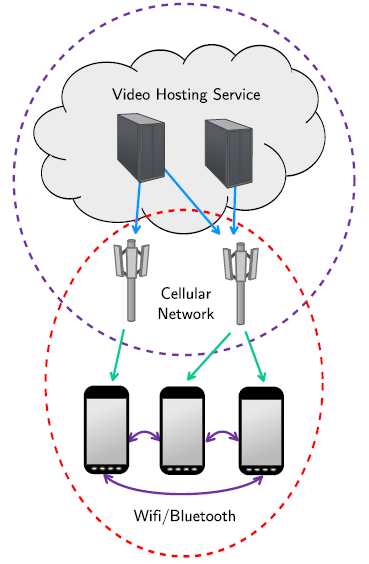 Video Hosting Service
Cellular
Network
Wifi/Bluetooth